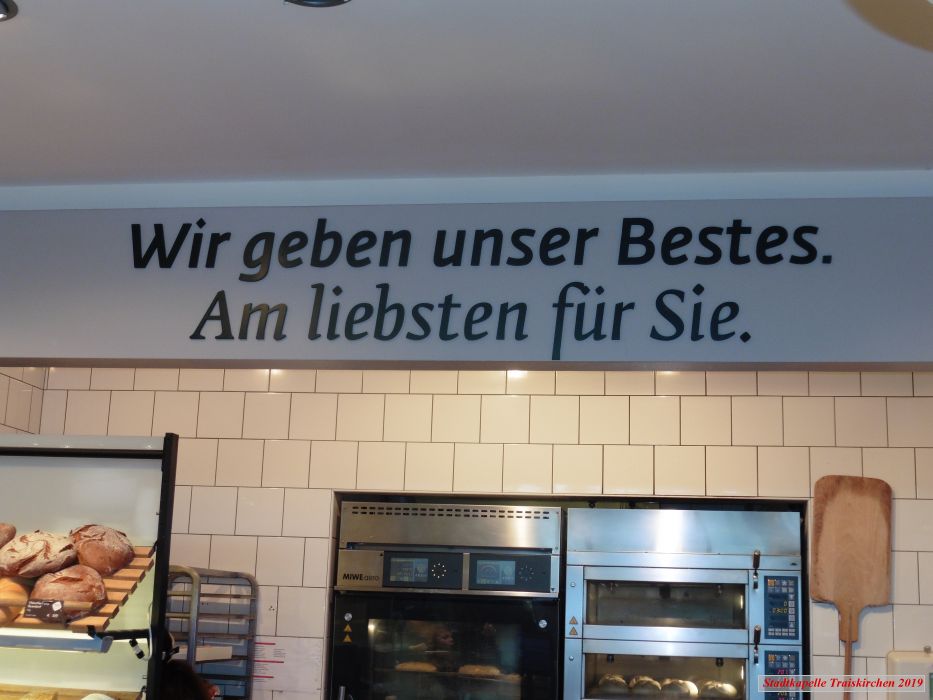 Wir geben unser Bestes.
Am liebsten für Sie.
MIWE aero
Stadtkapelle Traiskirchen 2019